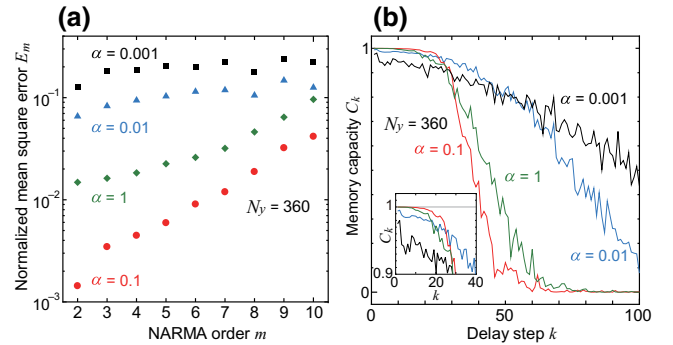 (a)
Normalized mean square error Eₘ
10⁻¹
10⁻²
10⁻³
α = 0.001
α = 0.01
α = 1
α = 0.1
N_y = 360
2 3 4 5 6 7 8 9 10
NARMA order m
(b)
Memory capacity Cₖ
1
0
α = 0.001
N_y = 360
α = 0.1
α = 1
α = 0.01
Cₖ
1
0.9
0 20 40
k
0 50 100
Delay step k